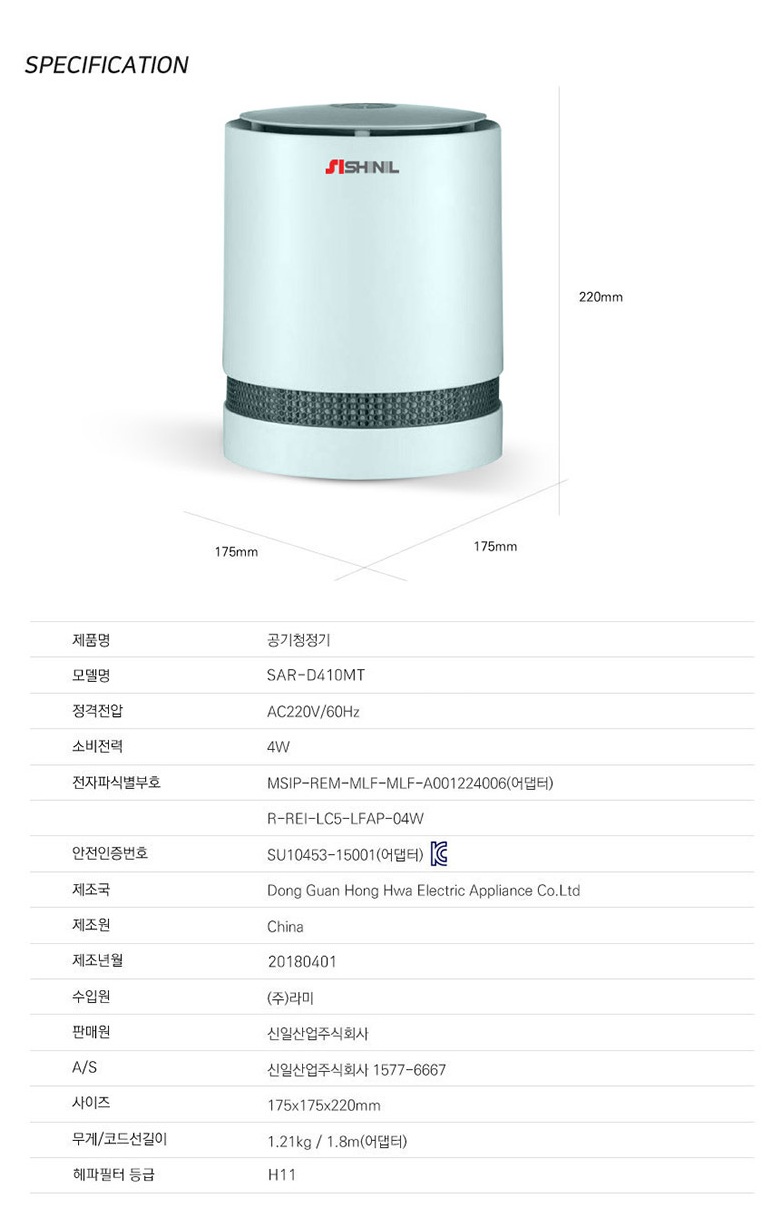 SPECIFICATION
SISHINIL
220mm
175mm
175mm
제품명 공기청정기
모델명 SAR-D410MT
정격전압 AC220V/60Hz
소비전력 4W
전자파식별부호 MSIP-REM-MLF-MLF-A001224006(어댑터)
R-REI-LC5-LFAP-04W
안전인증번호 SU10453-15001(어댑터)
제조국 Dong Guan Hong Hwa Electric Appliance Co.Ltd
제조원 China
제조년월 20180401
수입원 (주)라미
판매원 신일산업주식회사
A/S 신일산업주식회사 1577-6667
사이즈 175x175x220mm
무게/코드선길이 1.21kg / 1.8m(어댑터)
헤파필터 등급 H11